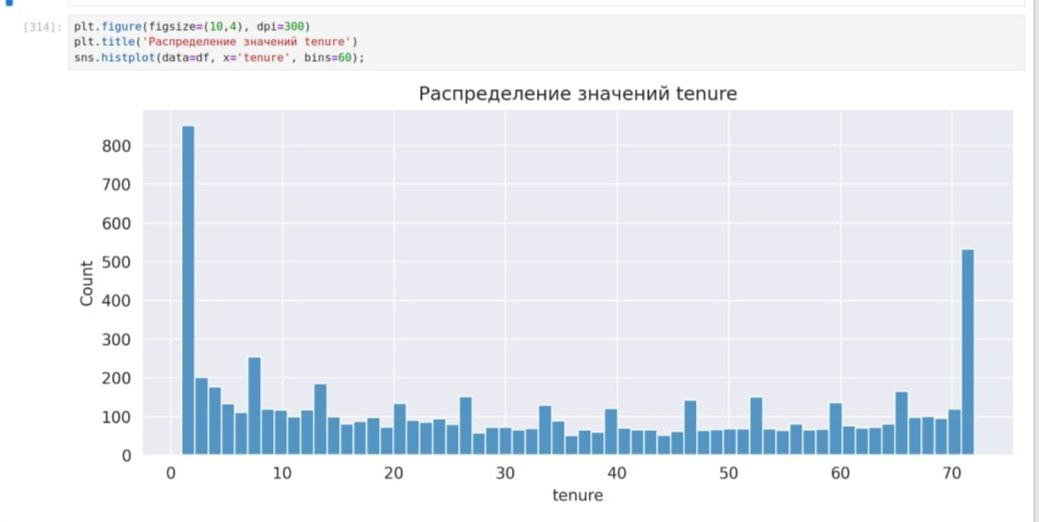 [314]:
plt.figure(figsize=(10,4), dpi=300)
plt.title('Распределение значений tenure')
sns.histplot(data=df, x='tenure', bins=60);
Распределение значений tenure
800
700
600
500
400
300
200
100
0
Count
0 10 20 30 40 50 60 70
tenure